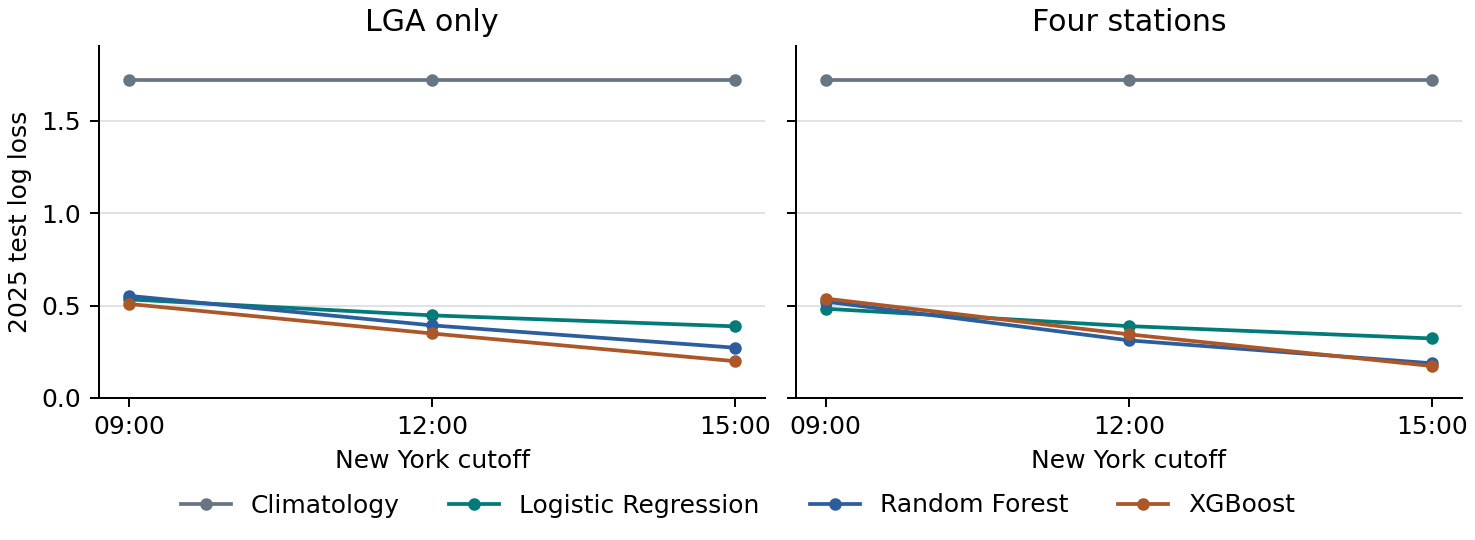 LGA only
Four stations
2025 test log loss
1.5
1.0
0.5
0.0
09:00 12:00 15:00
09:00 12:00 15:00
New York cutoff
New York cutoff
Climatology Logistic Regression Random Forest XGBoost